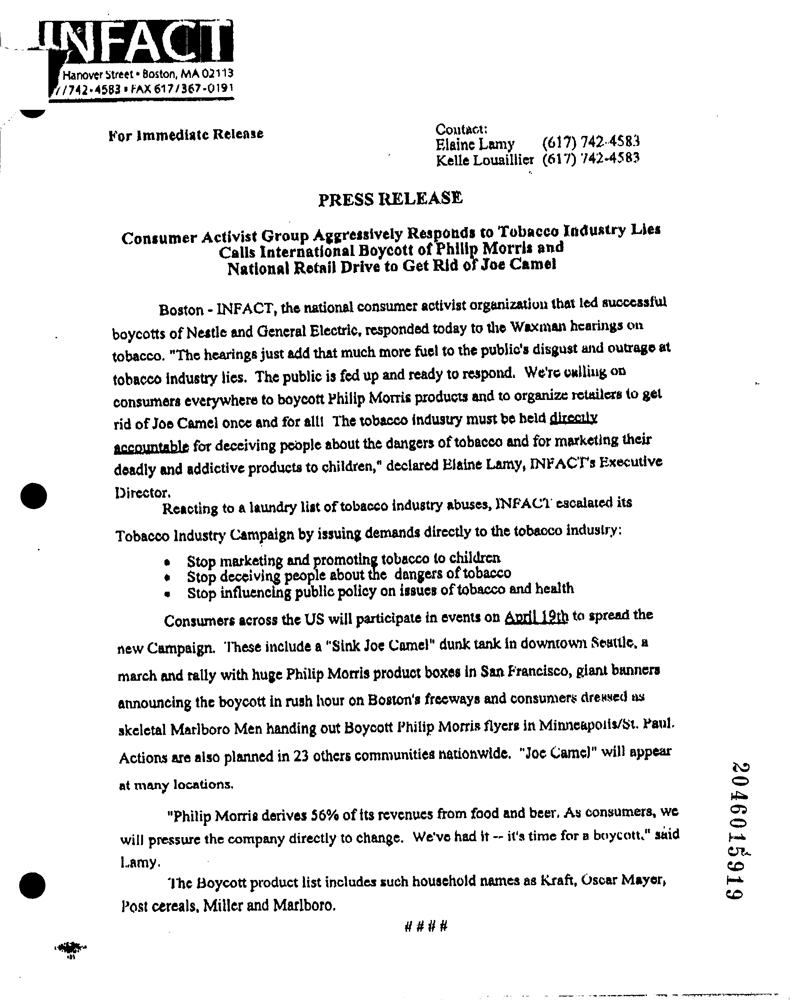 INFACT
Hanover Street • Boston, MA 02113
/742-4583 • FAX 617/367-0191
For Immediate Release
Contact:
Elaine Lamy (617) 742-4583
Kelle Louaillier (617) 742-4583
PRESS RELEASE
Consumer Activist Group Aggressively Responds to Tobacco Industry Lies
Calls International Boycott of Philip Morris and
National Retail Drive to Get Rid of Joe Camel
Boston - INFACT, the national consumer activist organization that led successful
boycotts of Nestle and General Electric, responded today to the Waxman hearings on
tobacco. "The hearings just add that much more fuel to the public's disgust and outrage at
tobacco industry lies. The public is fed up and ready to respond. We're calling on
consumers everywhere to boycott Philip Morris products and to organize retailers to get
rid of Joe Camel once and for all! The tobacco industry must be held directly
accountable for deceiving people about the dangers of tobacco and for marketing their
deadly and addictive products to children," declared Elaine Lamy, INFACT's Executive
Director.
Reacting to a laundry list of tobacco industry abuses, INFACT escalated its
Tobacco Industry Campaign by issuing demands directly to the tobacco industry:
• Stop marketing and promoting tobacco to children
• Stop deceiving people about the dangers of tobacco
• Stop influencing public policy on issues of tobacco and health
Consumers across the US will participate in events on April 19th to spread the
new Campaign. These include a "Sink Joe Camel" dunk tank in downtown Seattle, a
march and rally with huge Philip Morris product boxes in San Francisco, giant banners
announcing the boycott in rush hour on Boston's freeways and consumers dressed as
skeletal Marlboro Men handing out Boycott Philip Morris flyers in Minneapolis/St. Paul.
Actions are also planned in 23 others communities nationwide. "Joe Camel" will appear
at many locations.
"Philip Morris derives 56% of its revenues from food and beer. As consumers, we
will pressure the company directly to change. We've had it -- it's time for a boycott." said
Lamy.
The Boycott product list includes such household names as Kraft, Oscar Mayer,
Post cereals, Miller and Marlboro.
####
2046015919